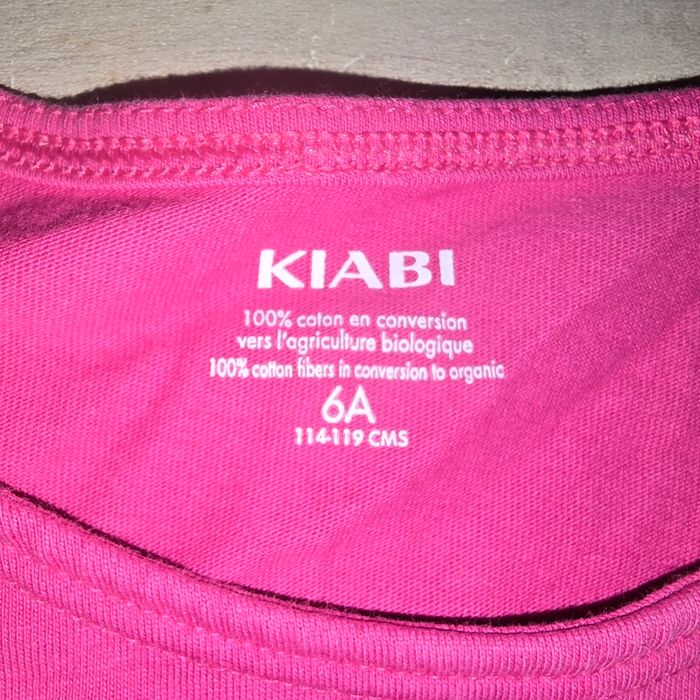 KIABI
100% coton en conversion
vers l'agriculture biologique
100% cotton fibers in conversion to organic
6A
114-119 CMS